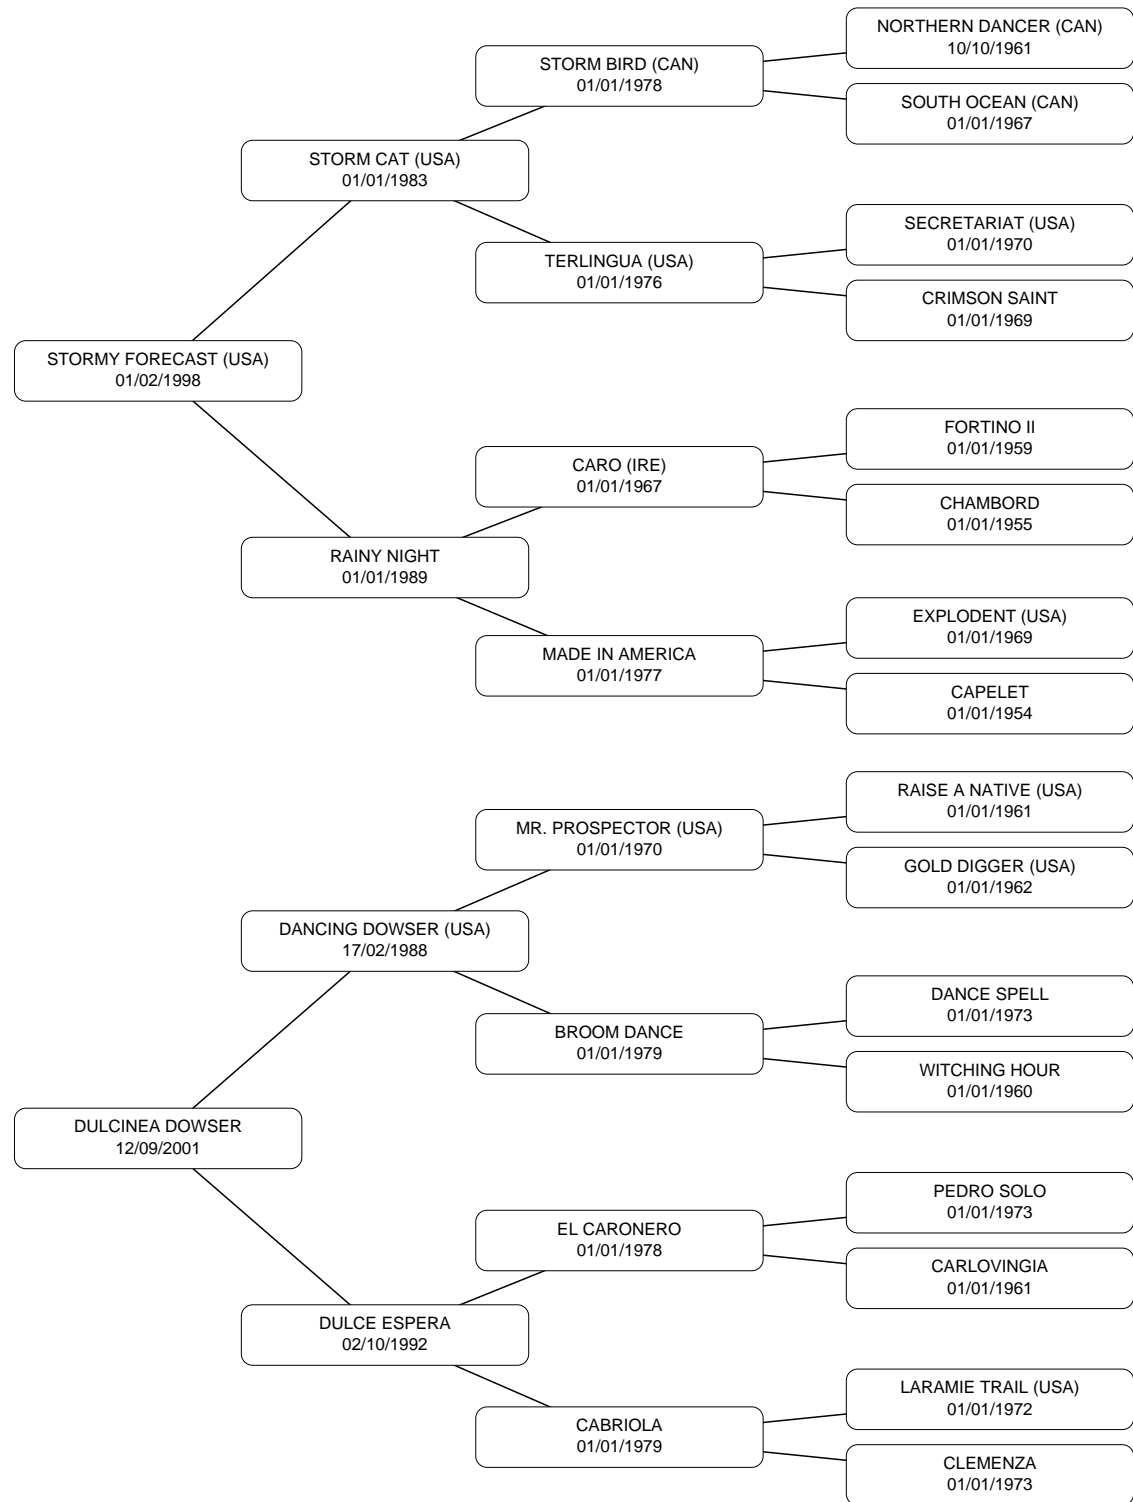 NORTHERN DANCER (CAN)
10/10/1961
STORM BIRD (CAN)
01/01/1978
SOUTH OCEAN (CAN)
01/01/1967
STORM CAT (USA)
01/01/1983
SECRETARIAT (USA)
01/01/1970
TERLINGUA (USA)
01/01/1976
CRIMSON SAINT
01/01/1969
STORMY FORECAST (USA)
01/02/1998
FORTINO II
01/01/1959
CARO (IRE)
01/01/1967
CHAMBORD
01/01/1955
RAINY NIGHT
01/01/1989
EXPLODENT (USA)
01/01/1969
MADE IN AMERICA
01/01/1977
CAPELET
01/01/1954
RAISE A NATIVE (USA)
01/01/1961
MR. PROSPECTOR (USA)
01/01/1970
GOLD DIGGER (USA)
01/01/1962
DANCING DOWSER (USA)
17/02/1988
DANCE SPELL
01/01/1973
BROOM DANCE
01/01/1979
WITCHING HOUR
01/01/1960
DULCINEA DOWSER
12/09/2001
PEDRO SOLO
01/01/1973
EL CARONERO
01/01/1978
CARLOVINGIA
01/01/1961
DULCE ESPERA
02/10/1992
LARAMIE TRAIL (USA)
01/01/1972
CABRIOLA
01/01/1979
CLEMENZA
01/01/1973